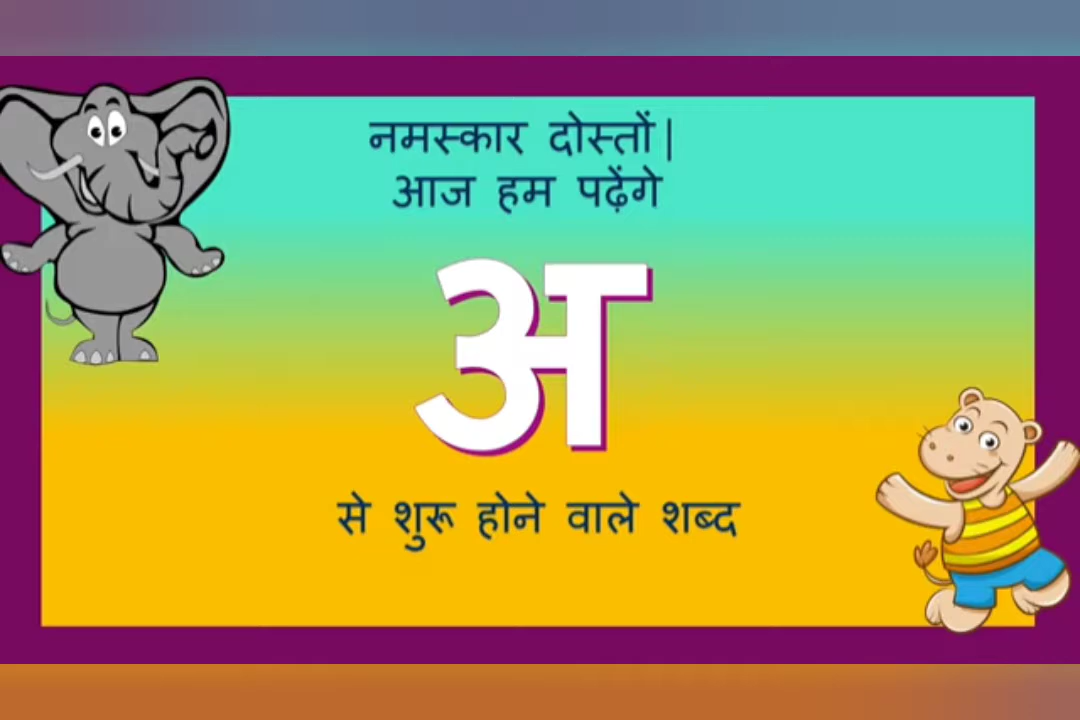 नमस्कार दोस्तों|
आज हम पढ़ेंगे
अ
से शुरू होने वाले शब्द